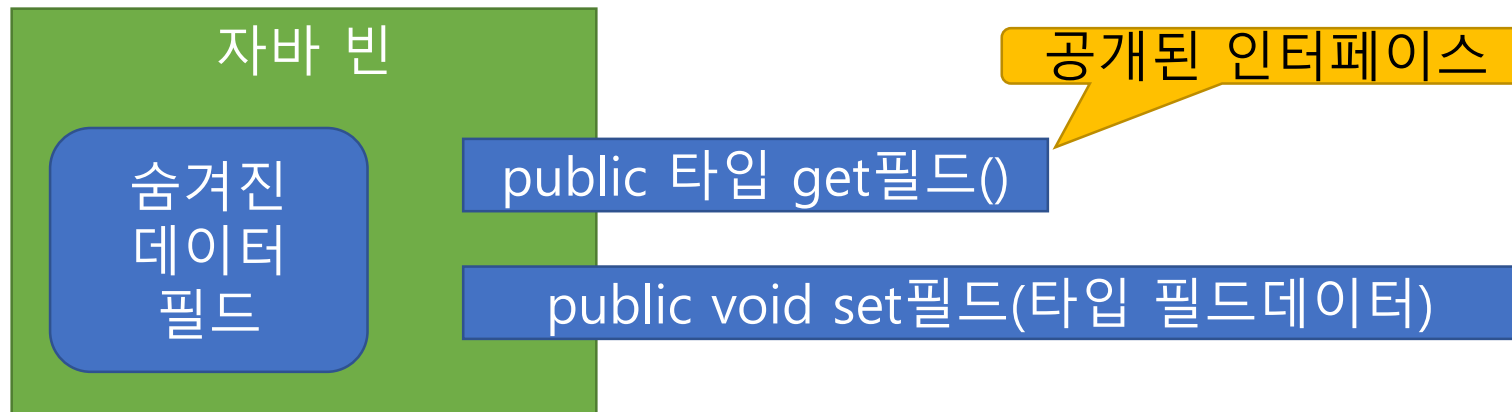 자바 빈
공개된 인터페이스
숨겨진
데이터
필드
public 타입 get필드()
public void set필드(타입 필드데이터)